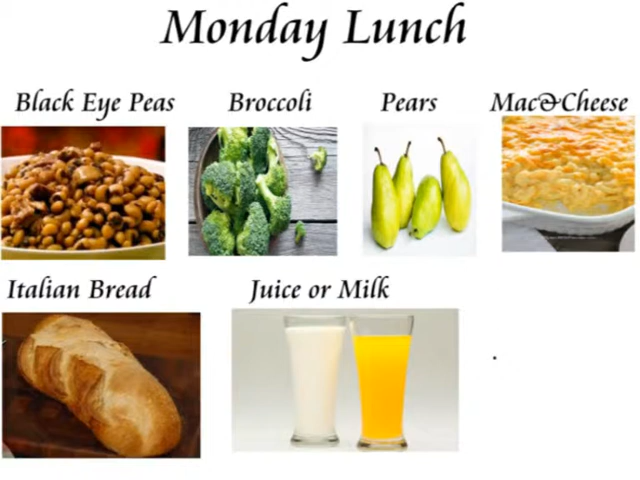 Monday Lunch
Black Eye Peas Broccoli Pears Mac&Cheese
Italian Bread Juice or Milk